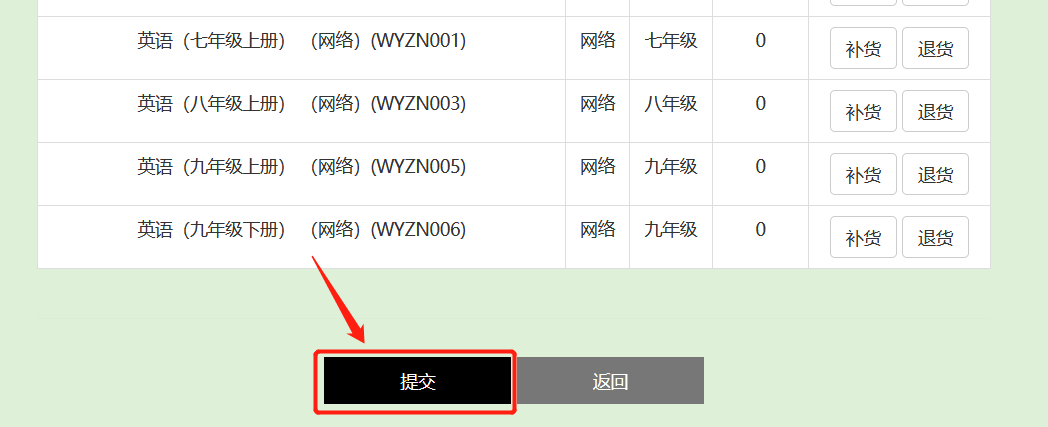 英语（七年级上册） （网络）(WYZN001) 网络 七年级 0 补货 退货
英语（八年级上册） （网络）(WYZN003) 网络 八年级 0 补货 退货
英语（九年级上册） （网络）(WYZN005) 网络 九年级 0 补货 退货
英语（九年级下册） （网络）(WYZN006) 网络 九年级 0 补货 退货
提交 返回